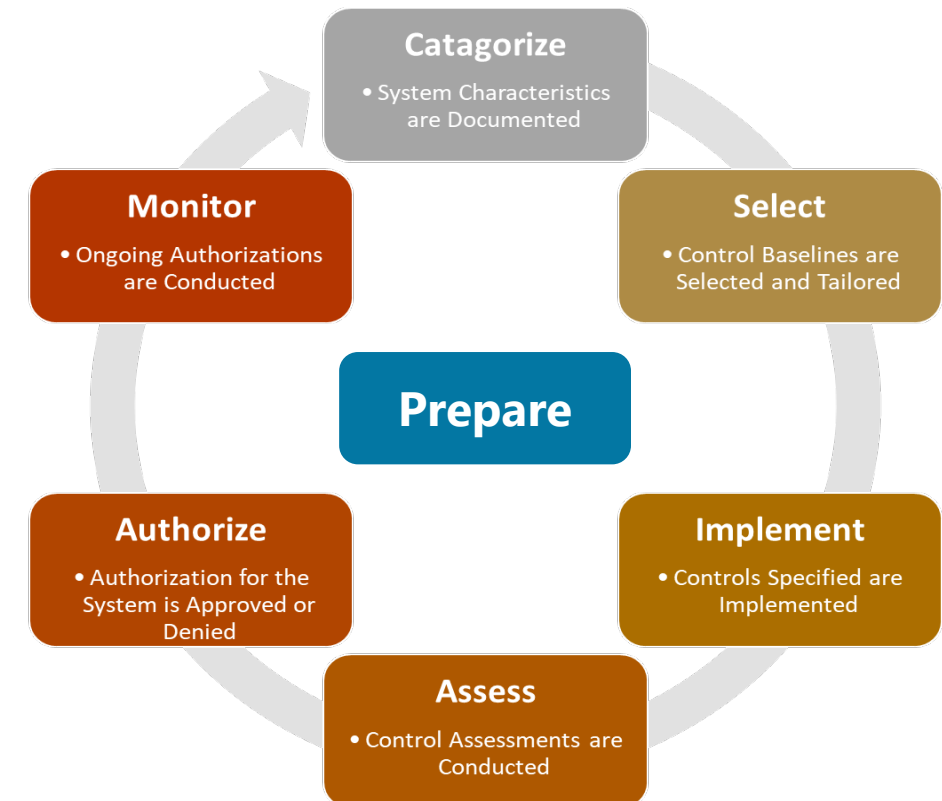 Catagorize
• System Characteristics
are Documented
Select
• Control Baselines are
Selected and Tailored
Implement
• Controls Specified are
Implemented
Assess
• Control Assessments are
Conducted
Authorize
• Authorization for the
System is Approved or
Denied
Monitor
• Ongoing Authorizations
are Conducted
Prepare